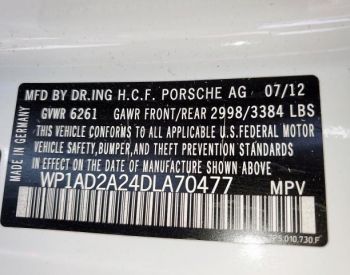 MFD BY DR.ING H.C.F. PORSCHE AG 07/12
GVWR 6261 GAWR FRONT/REAR 2998/3384 LBS
MADE IN GERMANY
THIS VEHICLE CONFORMS TO ALL APPLICABLE U.S.FEDERAL MOTOR
VEHICLE SAFETY,BUMPER,AND THEFT PREVENTION STANDARDS
IN EFFECT ON THE DATE OF MANUFACTURE SHOWN ABOVE
WP1AD2A24DLA70477 MPV